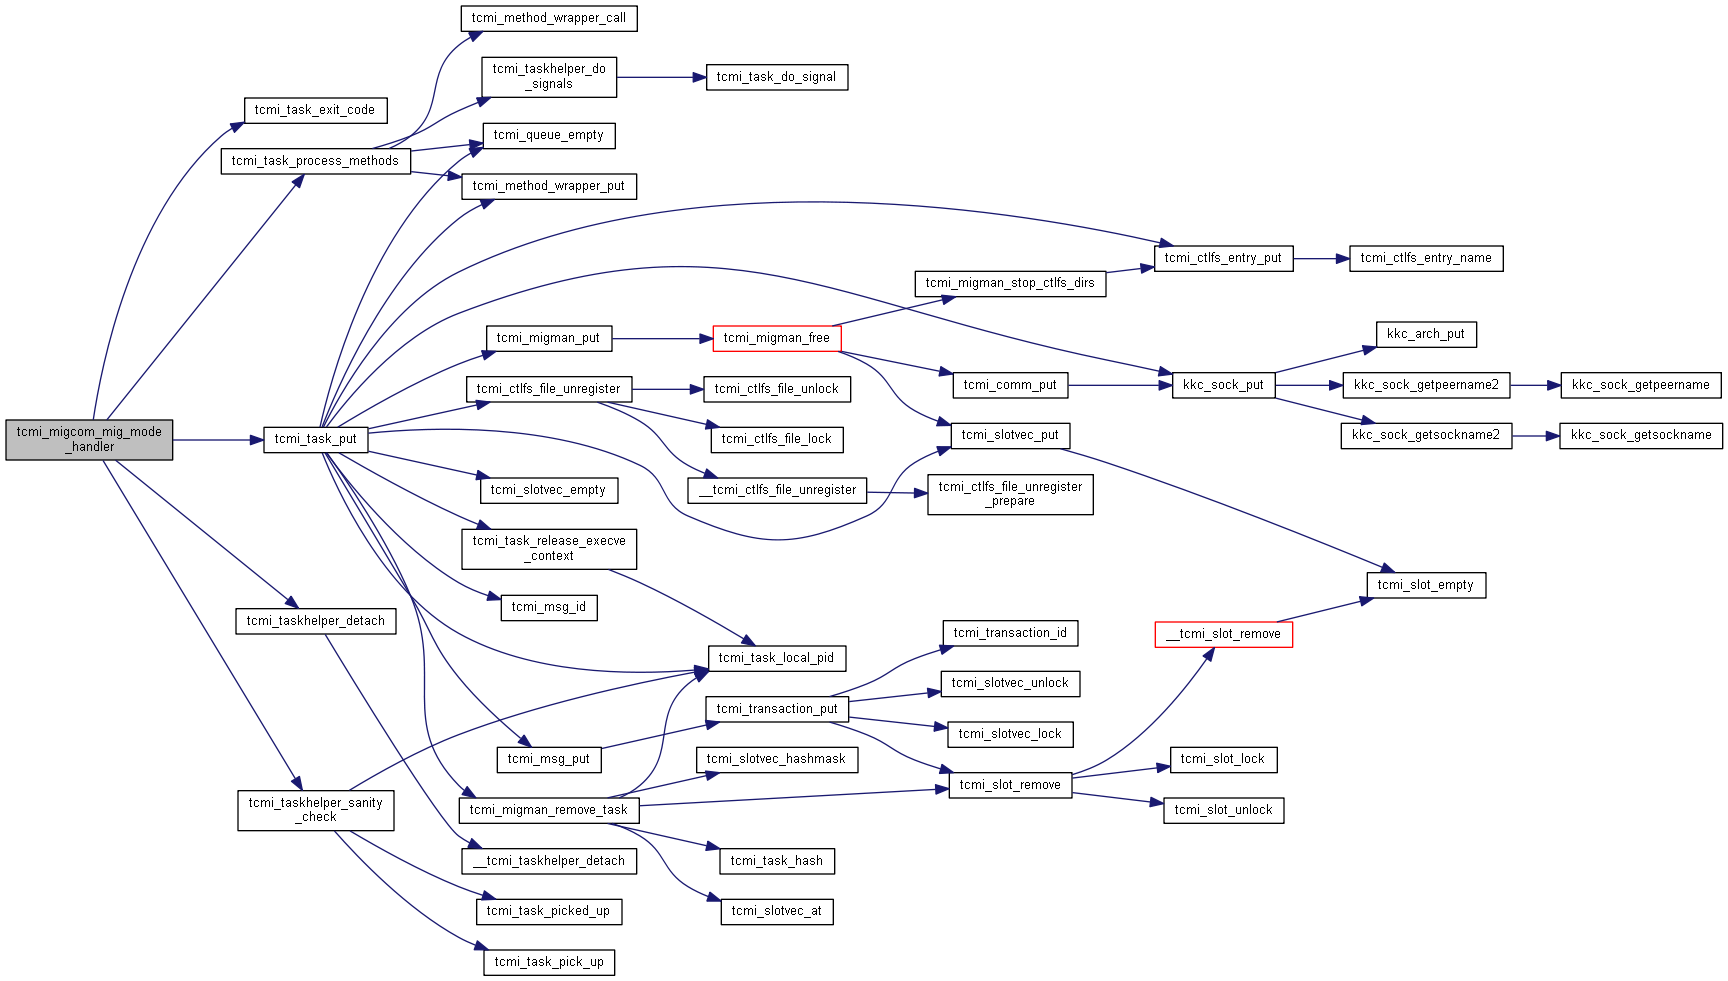 tcmi_method_wrapper_call
tcmi_taskhelper_do
_signals
tcmi_task_do_signal
tcmi_task_exit_code
tcmi_queue_empty
tcmi_task_process_methods
tcmi_method_wrapper_put
tcmi_ctlfs_entry_put
tcmi_ctlfs_entry_name
tcmi_migman_stop_ctlfs_dirs
tcmi_migman_put
tcmi_migman_free
kkc_arch_put
tcmi_ctlfs_file_unregister
tcmi_ctlfs_file_unlock
tcmi_comm_put
kkc_sock_put
kkc_sock_getpeername2
kkc_sock_getpeername
tcmi_migcom_mig_mode
_handler
tcmi_task_put
tcmi_ctlfs_file_lock
tcmi_slotvec_put
kkc_sock_getsockname2
kkc_sock_getsockname
tcmi_slotvec_empty
__tcmi_ctlfs_file_unregister
tcmi_ctlfs_file_unregister
_prepare
tcmi_task_release_execve
_context
tcmi_slot_empty
tcmi_msg_id
tcmi_taskhelper_detach
tcmi_transaction_id
__tcmi_slot_remove
tcmi_task_local_pid
tcmi_slotvec_unlock
tcmi_transaction_put
tcmi_slotvec_lock
tcmi_msg_put
tcmi_slotvec_hashmask
tcmi_slot_lock
tcmi_slot_remove
tcmi_taskhelper_sanity
_check
tcmi_migman_remove_task
tcmi_slot_unlock
__tcmi_taskhelper_detach
tcmi_task_hash
tcmi_task_picked_up
tcmi_slotvec_at
tcmi_task_pick_up